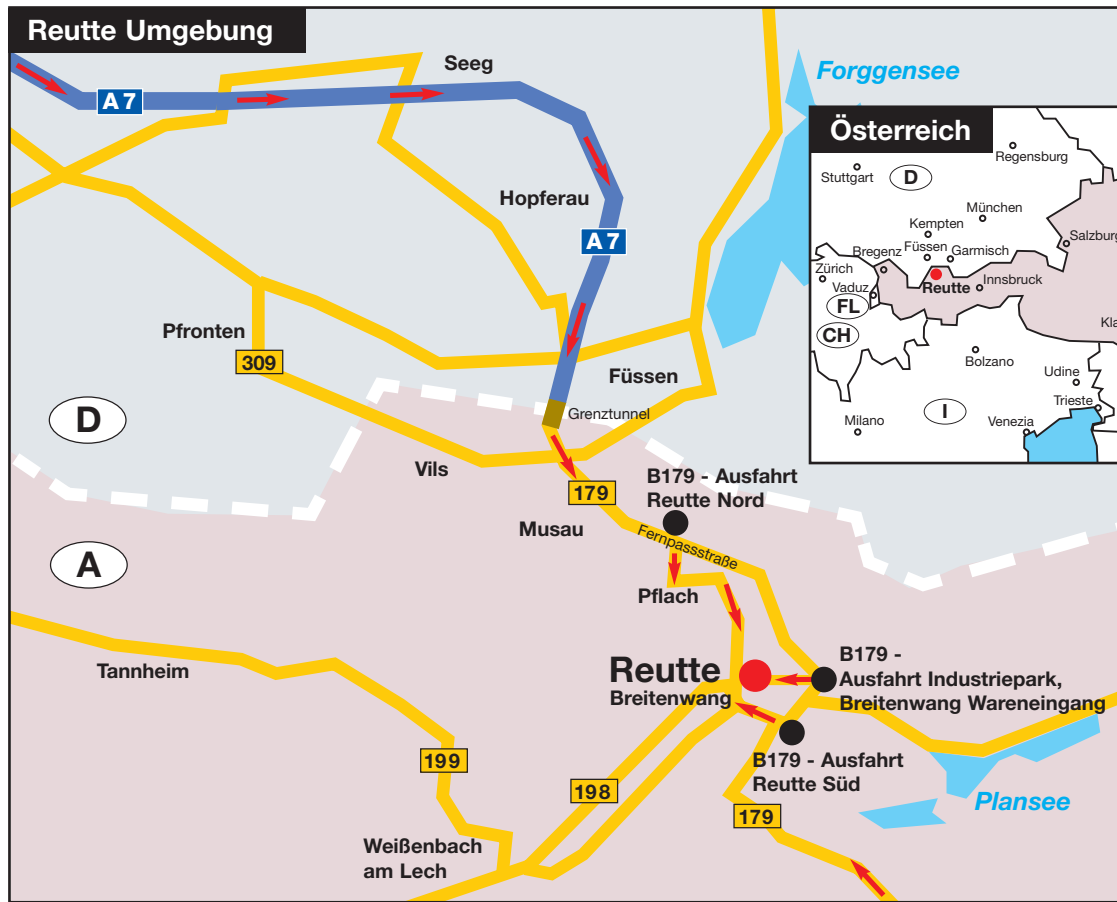 Reutte Umgebung
Seeg
Forggensee
A 7
Hopferau
A 7
Pfronten
309
Füssen
Grenztunnel
D
Vils
179
B179 - Ausfahrt
Reutte Nord
Musau
Fernpassstraße
A
Pflach
Tannheim
Reutte
Breitenwang
B179 -
Ausfahrt Industriepark,
Breitenwang Wareneingang
199
198
B179 - Ausfahrt
Reutte Süd
Plansee
179
Weißenbach
am Lech
Österreich
Regensburg
Stuttgart
D
München
Kempten
Salzburg
Bregenz
Füssen
Garmisch
Zürich
Vaduz
Reutte
Innsbruck
FL
CH
Kla
Bolzano
Udine
Trieste
Milano
I
Venezia